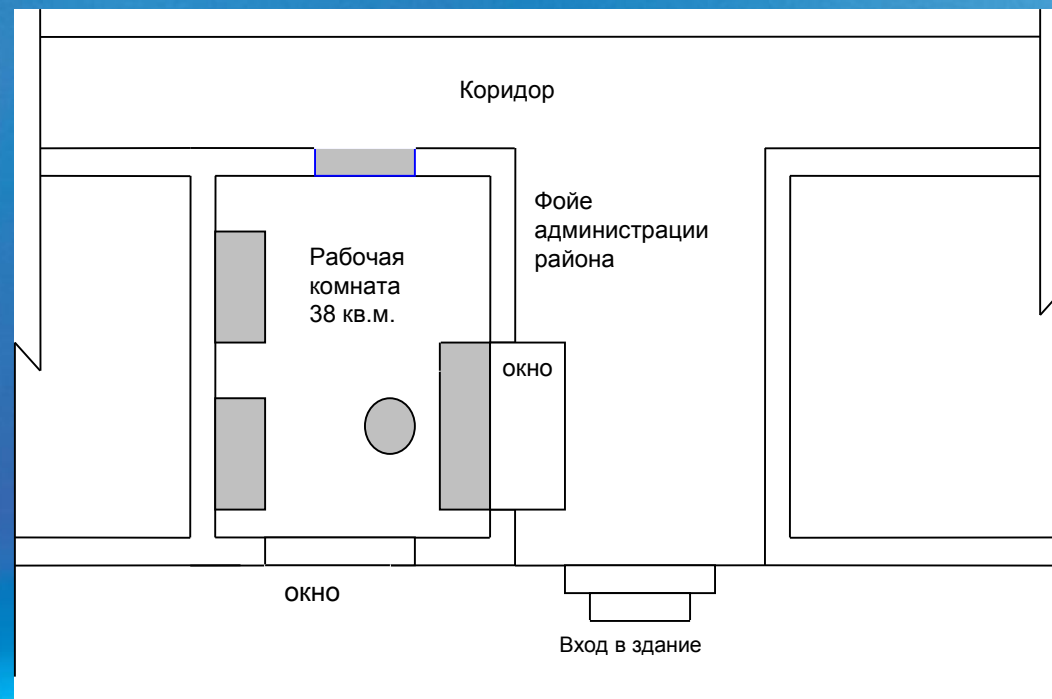 Коридор
Фойе
администрации
района
Рабочая
комната
38 кв.м.
окно
окно
Вход в здание